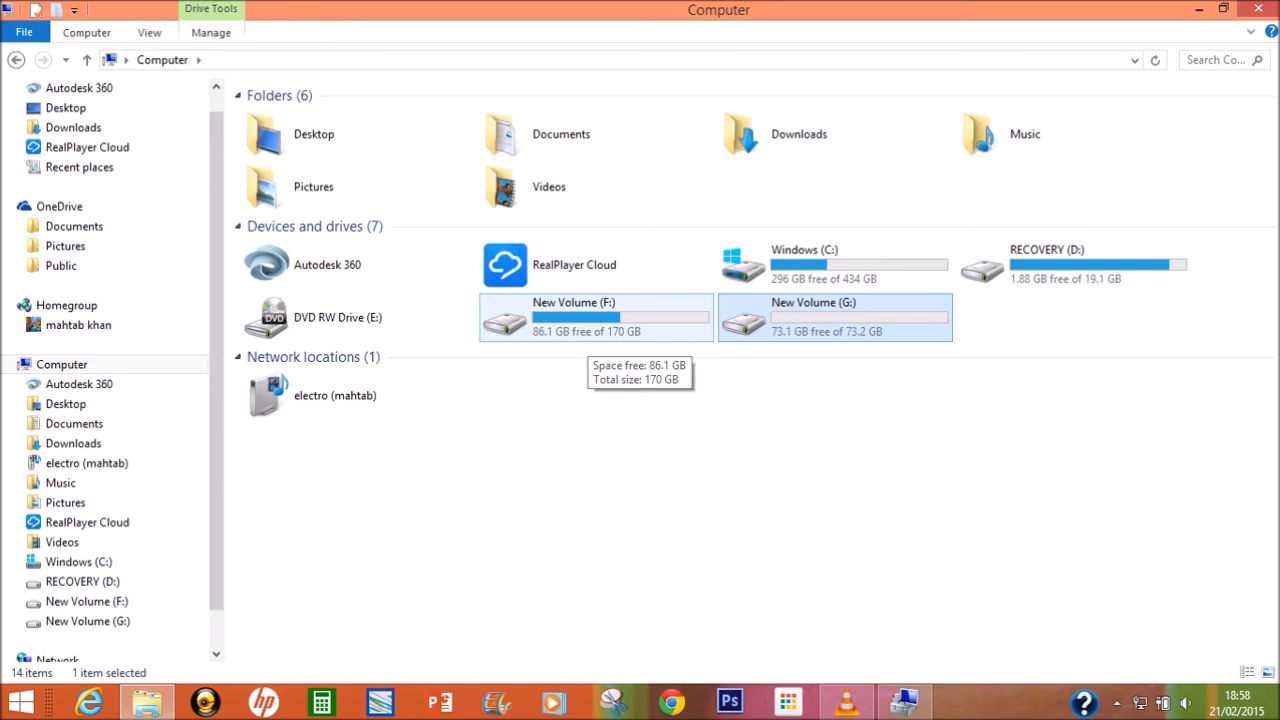 Drive Tools
Computer
File
Computer
View
Manage
Computer
Search Co...
Autodesk 360
Desktop
Downloads
RealPlayer Cloud
Recent places
OneDrive
Documents
Pictures
Public
Homegroup
mahtab khan
Computer
Autodesk 360
Desktop
Documents
Downloads
electro (mahtab)
Music
Pictures
RealPlayer Cloud
Videos
Windows (C:)
RECOVERY (D:)
New Volume (F:)
New Volume (G:)
Network
Folders (6)
Desktop
Documents
Downloads
Music
Pictures
Videos
Devices and drives (7)
Autodesk 360
RealPlayer Cloud
Windows (C:)
296 GB free of 434 GB
RECOVERY (D:)
1.88 GB free of 19.1 GB
DVD
DVD RW Drive (E:)
New Volume (F:)
86.1 GB free of 170 GB
New Volume (G:)
73.1 GB free of 73.2 GB
Space free: 86.1 GB
Total size: 170 GB
Network locations (1)
electro (mahtab)
14 items
1 item selected
hp
Ps
18:58
21/02/2015